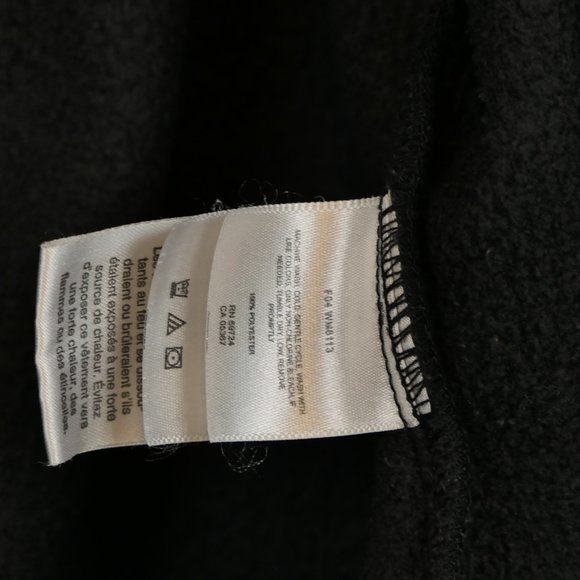 F04 WM8113
MACHINE WASH, COLD, GENTLE CYCLE, WASH WITH
LIKE COLORS, ONLY NON-CHLORINE BLEACH, IF
NEEDED, TUMBLE DRY, LOW, REMOVE
PROMPTLY
100% POLYESTER
RN 69724
CA 05367
tants au feu et se dissou-
draient ou brûleraient s'ils
étaient exposés à une forte
source de chaleur. Évitez
d'exposer ce vêtement vers
une forte chaleur, des
flammes ou des étincelles.